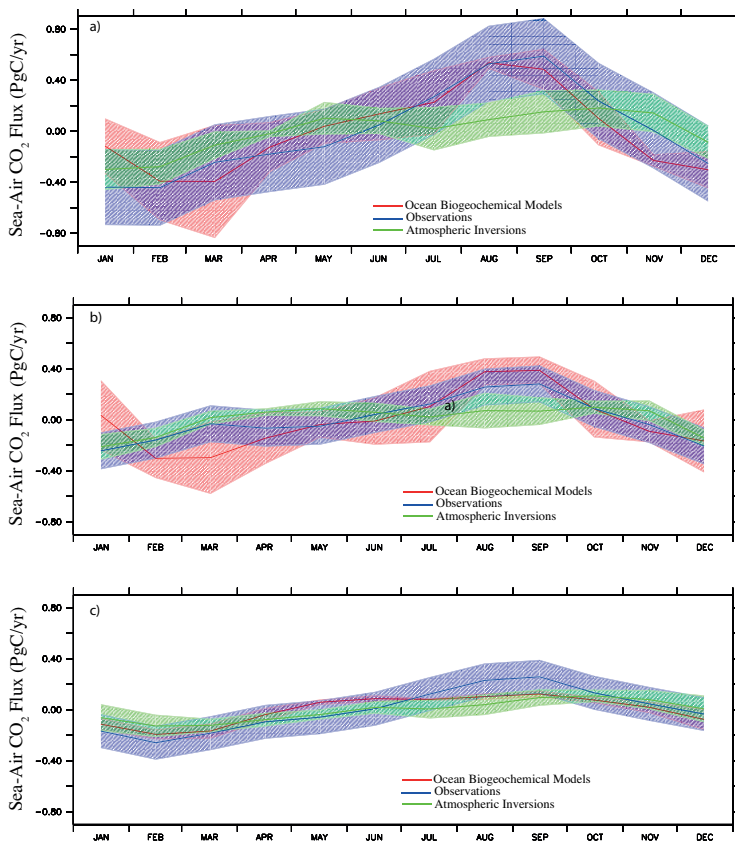 a)
Sea-Air CO2 Flux (PgC/yr)
0.80
0.40
0.00
-0.40
-0.80
Ocean Biogeochemical Models
Observations
Atmospheric Inversions
JAN FEB MAR APR MAY JUN JUL AUG SEP OCT NOV DEC
b)
Sea-Air CO2 Flux (PgC/yr)
0.80
0.40
0.00
-0.40
-0.80
a)
Ocean Biogeochemical Models
Observations
Atmospheric Inversions
JAN FEB MAR APR MAY JUN JUL AUG SEP OCT NOV DEC
c)
Sea-Air CO2 Flux (PgC/yr)
0.80
0.40
0.00
-0.40
-0.80
Ocean Biogeochemical Models
Observations
Atmospheric Inversions
JAN FEB MAR APR MAY JUN JUL AUG SEP OCT NOV DEC